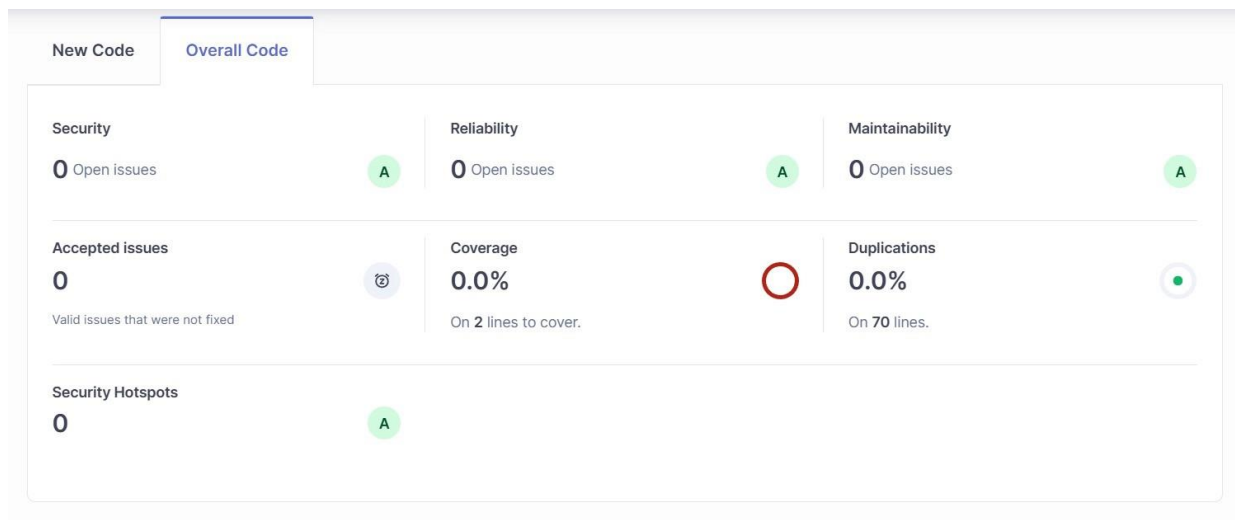 New Code
Overall Code
Security
Reliability
Maintainability
0 Open issues
A
0 Open issues
A
0 Open issues
A
Accepted issues
Coverage
Duplications
0
0.0%
0.0%
Valid issues that were not fixed
On 2 lines to cover.
On 70 lines.
Security Hotspots
0
A